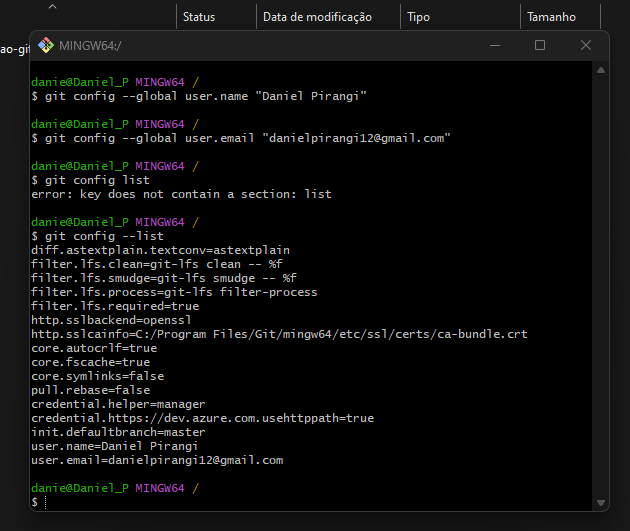 Status Data de modificação Tipo Tamanho
ao-git
MINGW64:/
danie@Daniel_P MINGW64 /
$ git config --global user.name "Daniel Pirangi"
danie@Daniel_P MINGW64 /
$ git config --global user.email "danielpirangi12@gmail.com"
danie@Daniel_P MINGW64 /
$ git config list
error: key does not contain a section: list
danie@Daniel_P MINGW64 /
$ git config --list
diff.astextplain.textconv=astextplain
filter.lfs.clean=git-lfs clean -- %f
filter.lfs.smudge=git-lfs smudge -- %f
filter.lfs.process=git-lfs filter-process
filter.lfs.required=true
http.sslbackend=openssl
http.sslcainfo=C:/Program Files/Git/mingw64/etc/ssl/certs/ca-bundle.crt
core.autocrlf=true
core.fscache=true
core.symlinks=false
pull.rebase=false
credential.helper=manager
credential.https://dev.azure.com.usehttppath=true
init.defaultbranch=master
user.name=Daniel Pirangi
user.email=danielpirangi12@gmail.com
danie@Daniel_P MINGW64 /
$